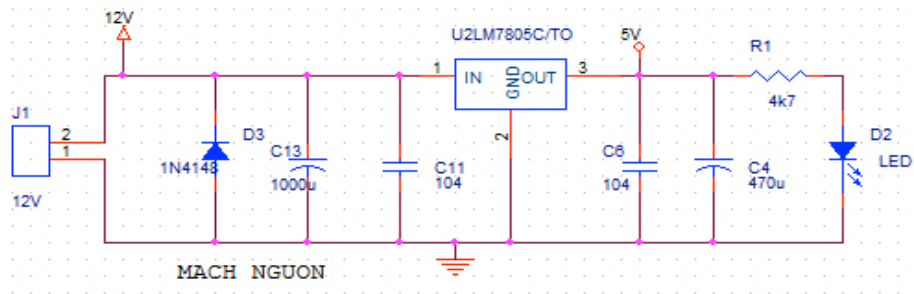 12V
U2LM7805C/TO
5V
R1
1
IN
GND
OUT
3
4k7
J1
2
1
12V
D3
1N4148
C13
1000u
C11
104
2
C6
104
C4
470u
D2
LED
MACH NGUON